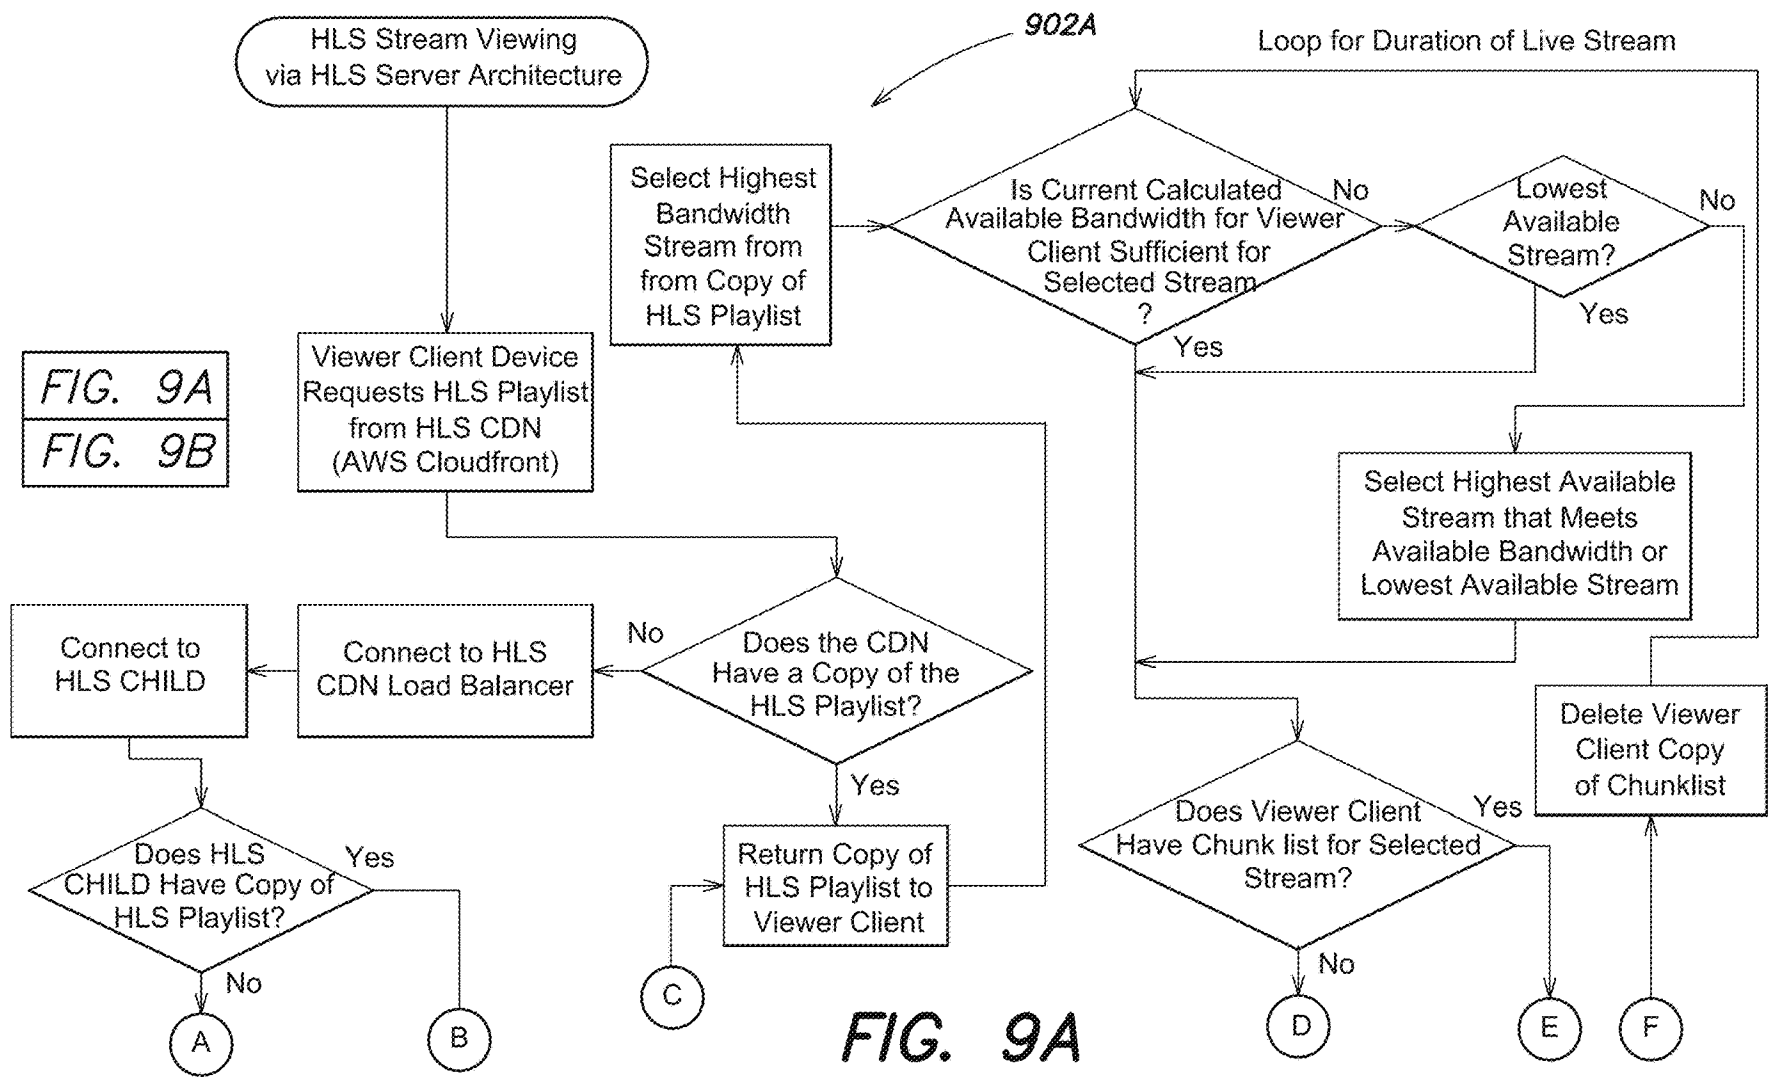 HLS Stream Viewing
via HLS Server Architecture
902A
Loop for Duration of Live Stream
Select Highest
Bandwidth
Stream from
from Copy of
HLS Playlist
Is Current Calculated
Available Bandwidth for Viewer
Client Sufficient for
Selected Stream
?
No
Yes
Lowest
Available
Stream?
No
Yes
Viewer Client Device
Requests HLS Playlist
from HLS CDN
(AWS Cloudfront)
FIG. 9A
FIG. 9B
Select Highest Available
Stream that Meets
Available Bandwidth or
Lowest Available Stream
Connect to
HLS CHILD
Connect to HLS
CDN Load Balancer
No
Does the CDN
Have a Copy of the
HLS Playlist?
Yes
Delete Viewer
Client Copy
of Chunklist
Does HLS
CHILD Have Copy of
HLS Playlist?
Yes
No
Return Copy of
HLS Playlist to
Viewer Client
Does Viewer Client
Have Chunk list for Selected
Stream?
Yes
No
A
B
C
D
E
F
FIG. 9A